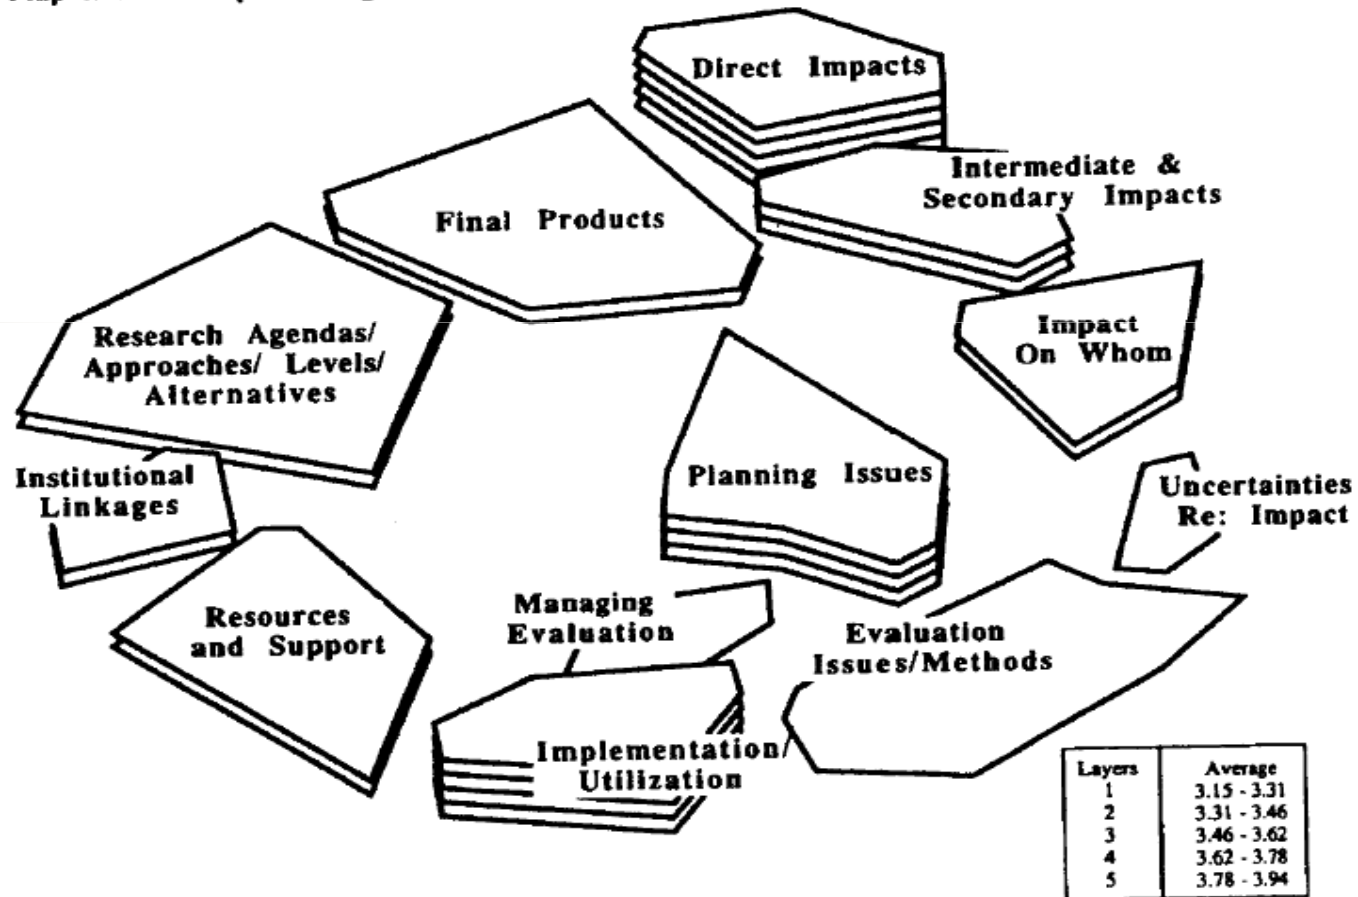 Direct Impacts
Intermediate &
Secondary Impacts
Final Products
Research Agendas/
Approaches/ Levels/
Alternatives
Impact
On Whom
Institutional
Linkages
Planning Issues
Uncertainties
Re: Impact
Resources
and Support
Managing
Evaluation
Evaluation
Issues/Methods
Implementation/
Utilization
Layers Average
1 3.15 - 3.31
2 3.31 - 3.46
3 3.46 - 3.62
4 3.62 - 3.78
5 3.78 - 3.94